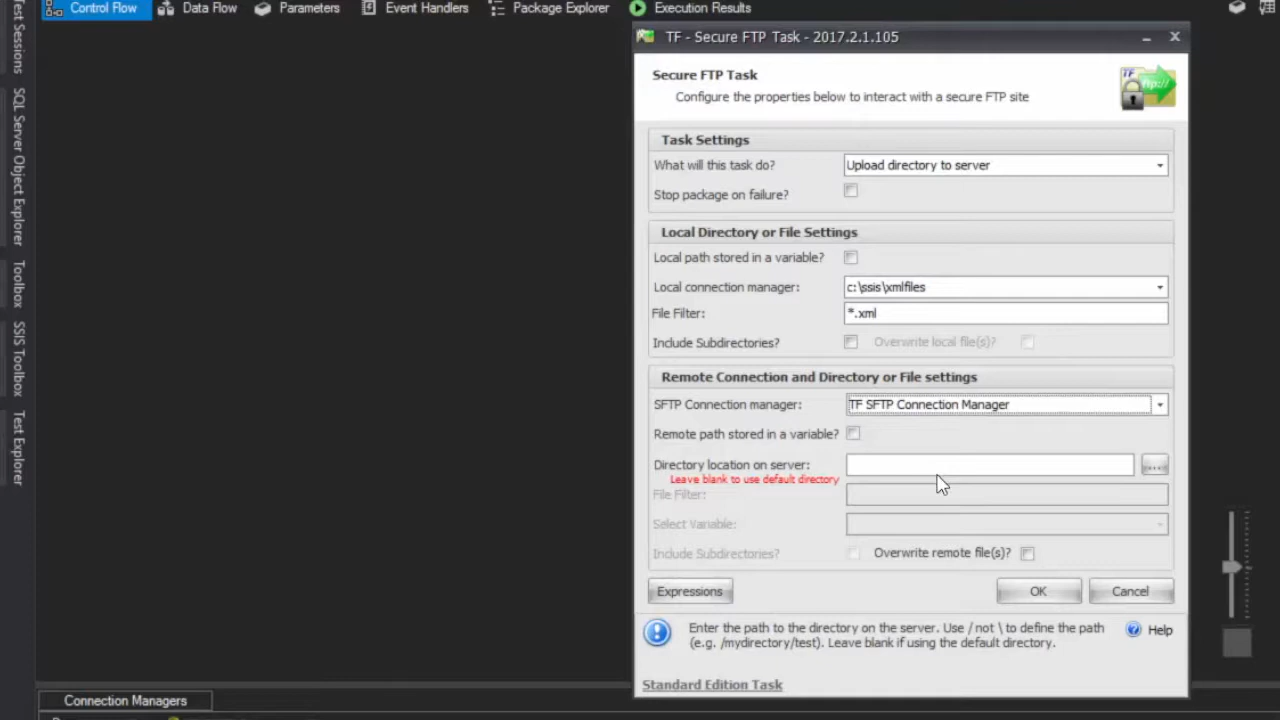 Control Flow
Data Flow
Parameters
Event Handlers
Package Explorer
Execution Results
Test Sessions
SQL Server Object Explorer
Toolbox
SSIS Toolbox
Test Explorer
TF - Secure FTP Task - 2017.2.1.105
Secure FTP Task
Configure the properties below to interact with a secure FTP site
TF
ftp://
Task Settings
What will this task do? Upload directory to server
Stop package on failure?
Local Directory or File Settings
Local path stored in a variable?
Local connection manager: c:\ssis\xmlfiles
File Filter: *.xml
Include Subdirectories? Overwrite local file(s)?
Remote Connection and Directory or File settings
SFTP Connection manager: TF SFTP Connection Manager
Remote path stored in a variable?
Directory location on server: ....
Leave blank to use default directory
File Filter:
Select Variable:
Include Subdirectories? Overwrite remote file(s)?
Expressions OK Cancel
Enter the path to the directory on the server. Use / not \ to define the path
(e.g. /mydirectory/test). Leave blank if using the default directory.
Help
Standard Edition Task
Connection Managers